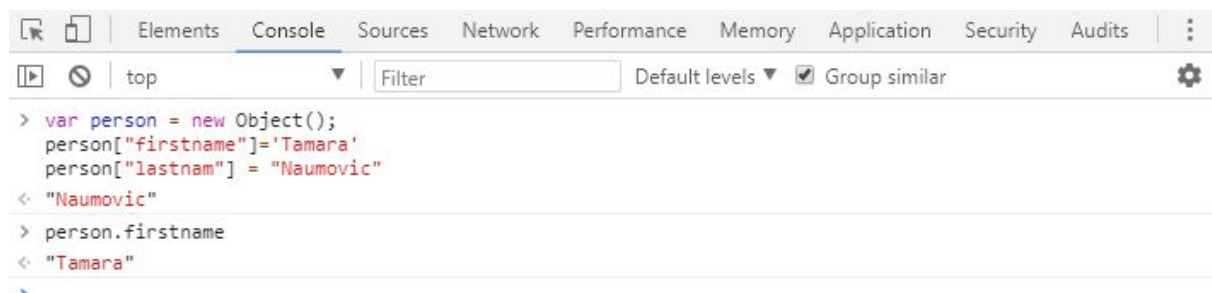 Elements Console Sources Network Performance Memory Application Security Audits
top Filter Default levels Group similar
> var person = new Object();
person["firstname"]='Tamara'
person["lastnam"] = "Naumovic"
"Naumovic"
> person.firstname
"Tamara"